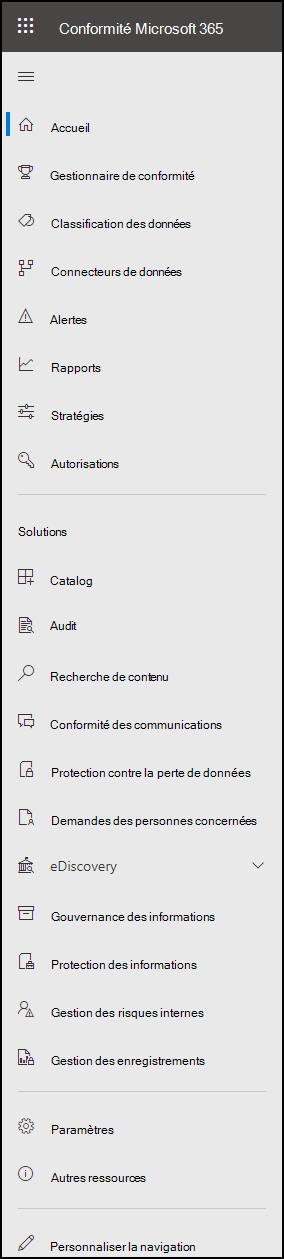 Conformité Microsoft 365
Accueil
Gestionnaire de conformité
Classification des données
Connecteurs de données
Alertes
Rapports
Stratégies
Autorisations
Solutions
Catalog
Audit
Recherche de contenu
Conformité des communications
Protection contre la perte de données
Demandes des personnes concernées
eDiscovery
Gouvernance des informations
Protection des informations
Gestion des risques internes
Gestion des enregistrements
Paramètres
Autres ressources
Personnaliser la navigation